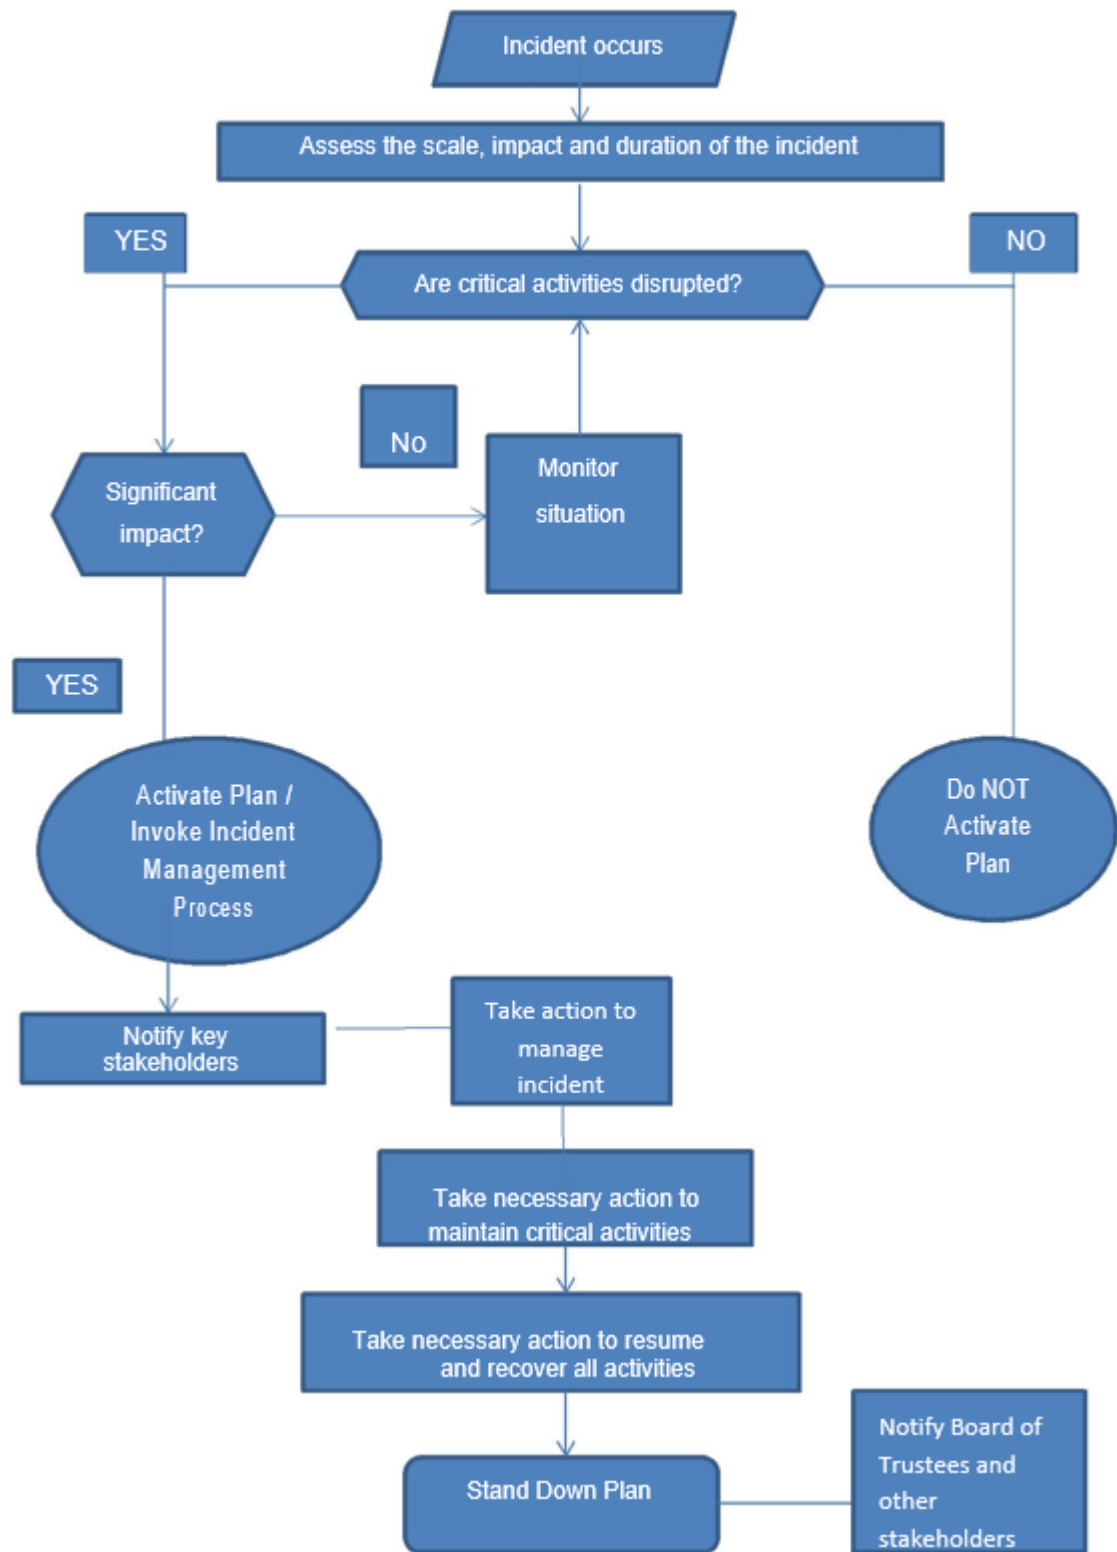 Incident occurs
Assess the scale, impact and duration of the incident
YES
NO
Are critical activities disrupted?
No
Monitor
situation
Significant
impact?
YES
Activate Plan /
Invoke Incident
Management
Process
Do NOT
Activate
Plan
Notify key
stakeholders
Take action to
manage
incident
Take necessary action to
maintain critical activities
Take necessary action to resume
and recover all activities
Stand Down Plan
Notify Board of
Trustees and
other
stakeholders